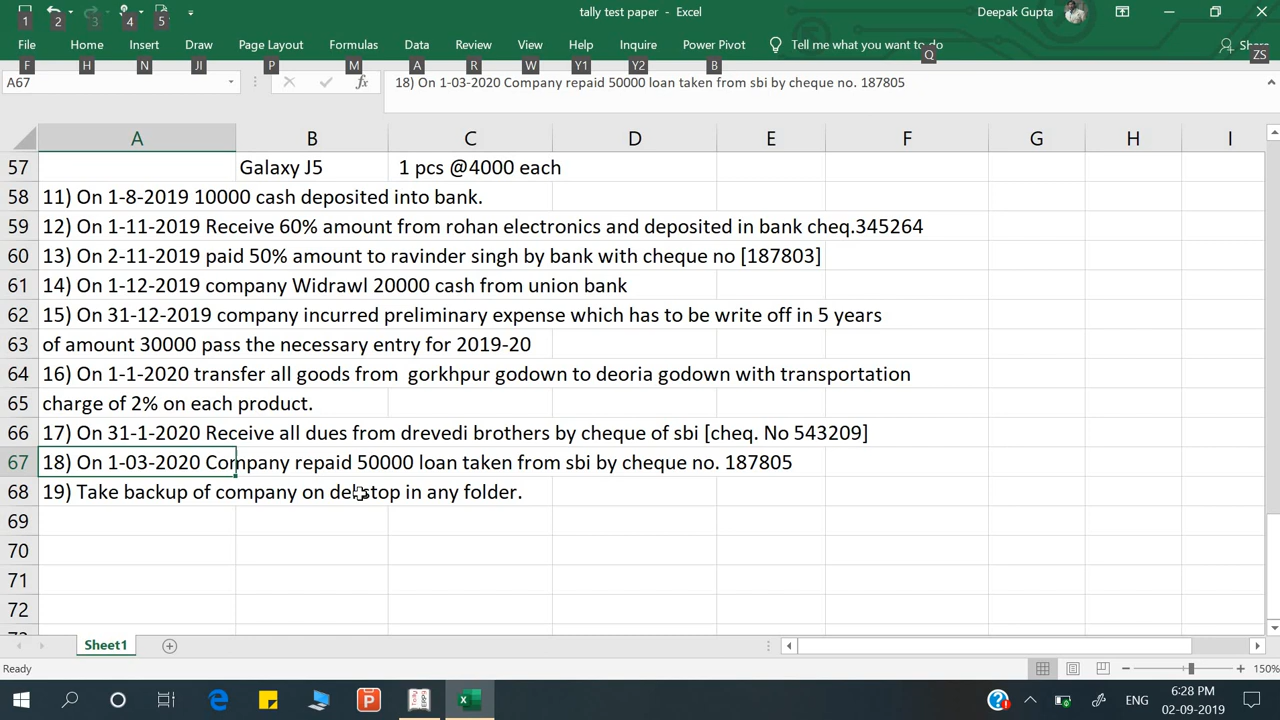 tally test paper - Excel
Deepak Gupta
1 2 3 4 5
File Home Insert Draw Page Layout Formulas Data Review View Help Inquire Power Pivot Tell me what you want to do Share
F H N JI P M A R W Y1 Y2 B Q ZS
A67 fx 18) On 1-03-2020 Company repaid 50000 loan taken from sbi by cheque no. 187805
A B C D E F G H I
57 Galaxy J5 1 pcs @4000 each
58 11) On 1-8-2019 10000 cash deposited into bank.
59 12) On 1-11-2019 Receive 60% amount from rohan electronics and deposited in bank cheq.345264
60 13) On 2-11-2019 paid 50% amount to ravinder singh by bank with cheque no [187803]
61 14) On 1-12-2019 company Widrawl 20000 cash from union bank
62 15) On 31-12-2019 company incurred preliminary expense which has to be write off in 5 years
63 of amount 30000 pass the necessary entry for 2019-20
64 16) On 1-1-2020 transfer all goods from gorkhpur godown to deoria godown with transportation
65 charge of 2% on each product.
66 17) On 31-1-2020 Receive all dues from drevedi brothers by cheque of sbi [cheq. No 543209]
67 18) On 1-03-2020 Company repaid 50000 loan taken from sbi by cheque no. 187805
68 19) Take backup of company on in any folder.
69
70
71
72
Sheet1
Ready
150%
ENG
6:28 PM
02-09-2019